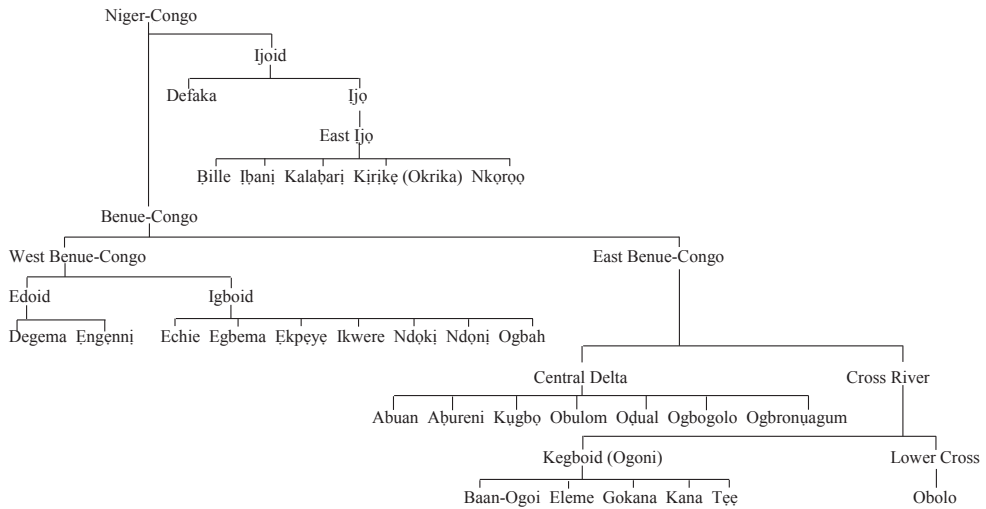 Niger-Congo
Ijoid
Defaka Ịjọ
East Ịjọ
Ḅille Ịḅanị Kalaḅarị Kịrịkẹ (Okrika) Nkọrọọ
Benue-Congo
West Benue-Congo East Benue-Congo
Edoid Igboid
Degema Ẹngẹnnị Echie Egbema Ẹkpẹyẹ Ikwere Ndọkị Ndọnị Ogbah
Central Delta Cross River
Abuan Aḅureni Kụgbọ Obulom Oḍual Ogbogolo Ogbronụagum
Kegboid (Ogoni) Lower Cross
Baan-Ogoi Eleme Gokana Kana Tẹẹ Obolo